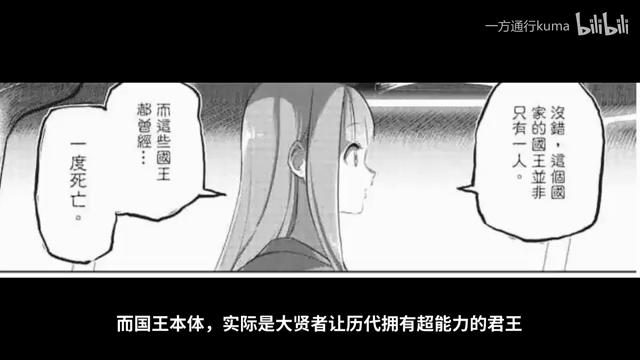 一方通行kuma bilibili
沒錯，這個國
家的國王並非
只有一人。
而這些國王
都曾經…
一度死亡。
而国王本体，实际是大贤者让历代拥有超能力的君王